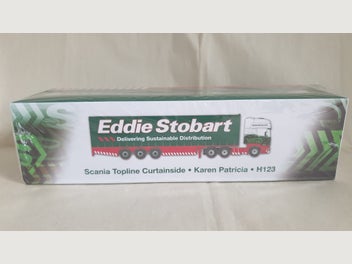 Eddie Stobart
Delivering Sustainable Distribution
Scania Topline Curtainside • Karen Patricia • H123